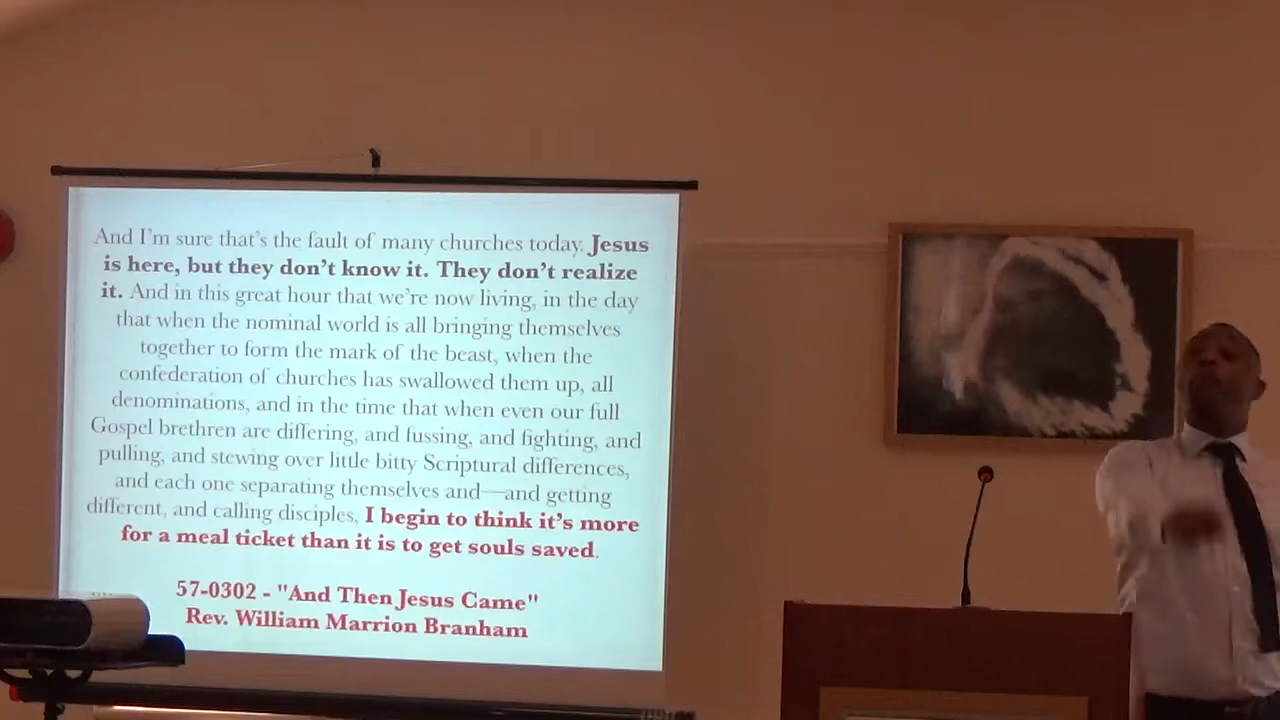 And I'm sure that's the fault of many churches today. Jesus
is here, but they don't know it. They don't realize
it. And in this great hour that we're now living, in the day
that when the nominal world is all bringing themselves
together to form the mark of the beast, when the
confederation of churches has swallowed them up, all
denominations, and in the time that when even our full
Gospel brethren are differing, and fussing, and fighting, and
pulling, and stewing over little bitty Scriptural differences,
and each one separating themselves and—and getting
different, and calling disciples, I begin to think it's more
for a meal ticket than it is to get souls saved.
57-0302 - "And Then Jesus Came"
Rev. William Marrion Branham